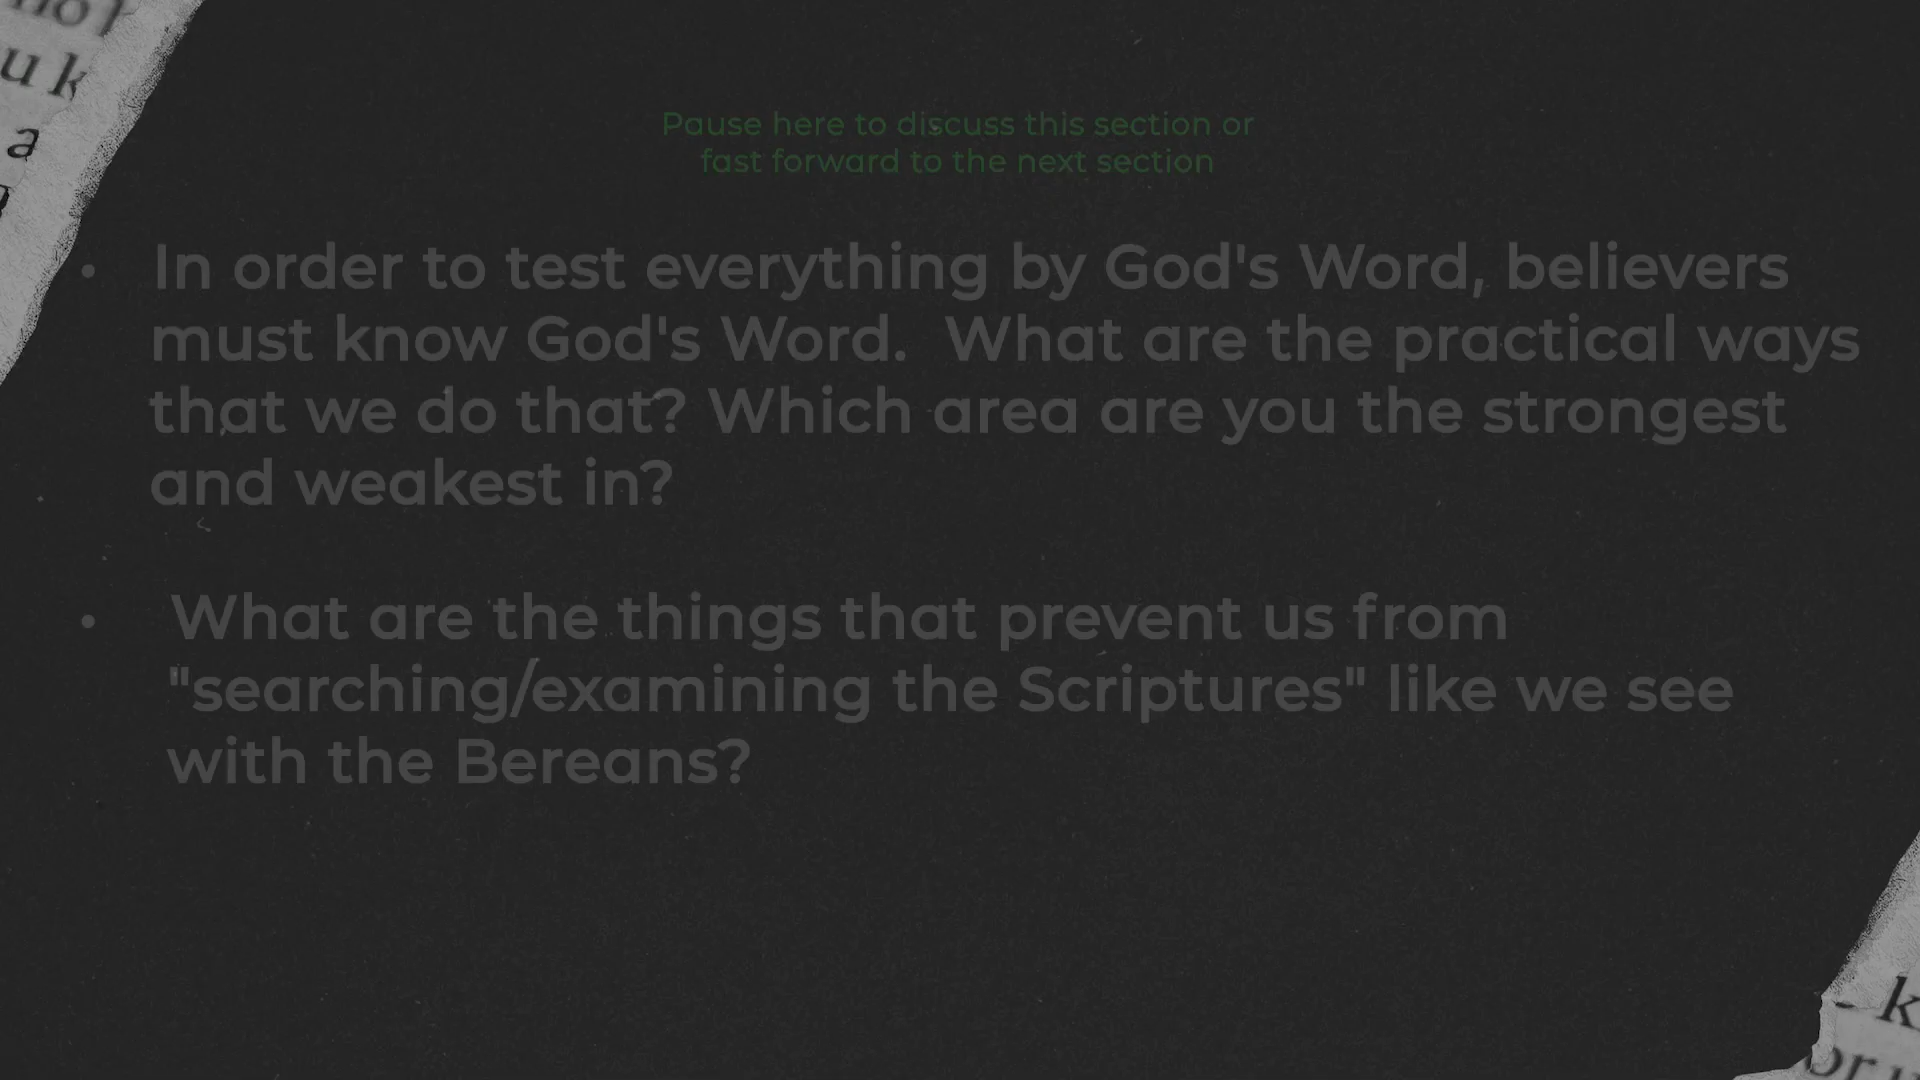 u k
a
Pause here to discuss this section or
fast forward to the next section
• In order to test everything by God's Word, believers
must know God's Word.  What are the practical ways
that we do that? Which area are you the strongest
and weakest in?
• What are the things that prevent us from
"searching/examining the Scriptures" like we see
with the Bereans?